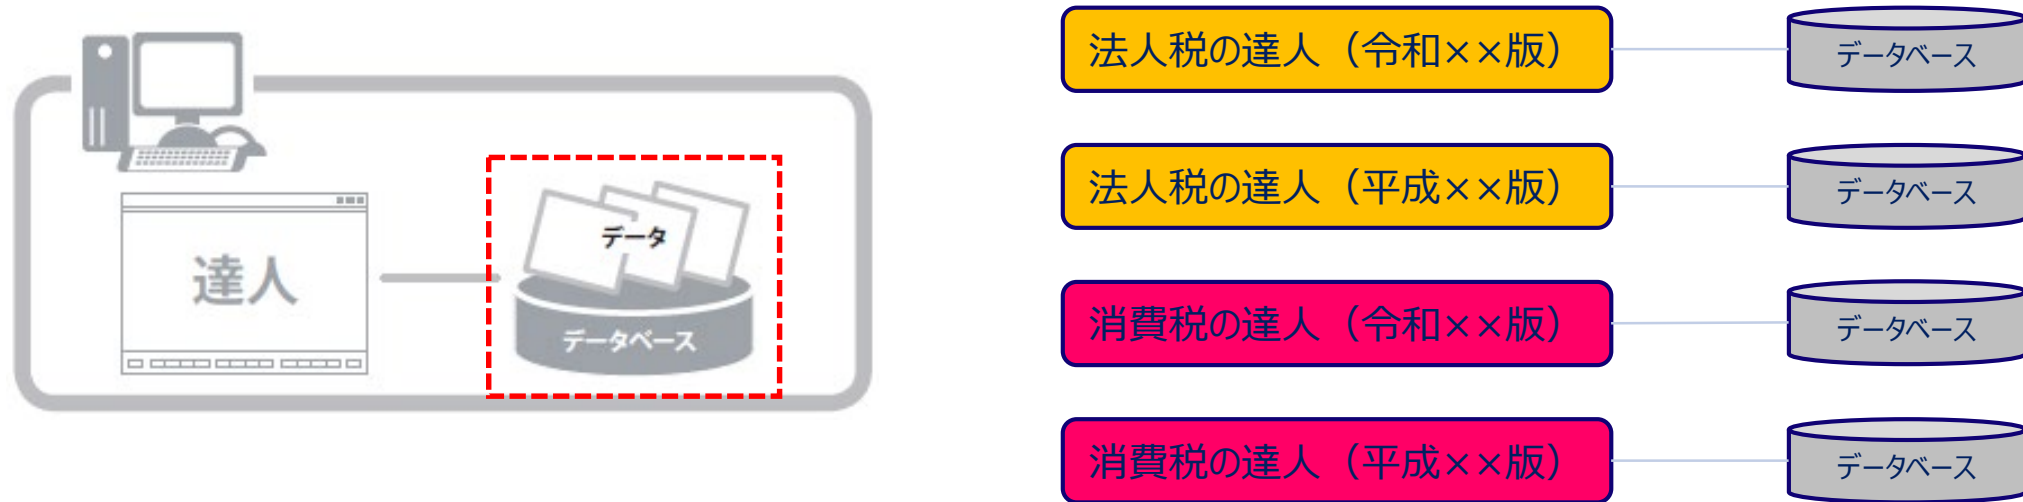 達人
データ
データベース
法人税の達人（令和××版）
データベース
法人税の達人（平成××版）
データベース
消費税の達人（令和××版）
データベース
消費税の達人（平成××版）
データベース